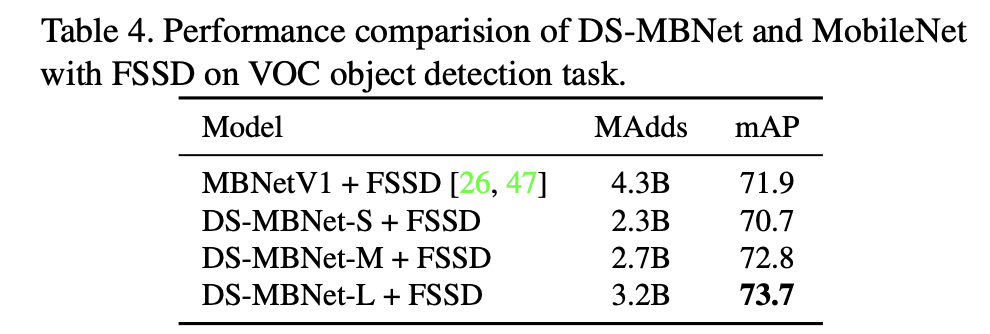 Table 4. Performance comparision of DS-MBNet and MobileNet
with FSSD on VOC object detection task.
Model MAdds mAP
MBNetV1 + FSSD [26, 47] 4.3B 71.9
DS-MBNet-S + FSSD 2.3B 70.7
DS-MBNet-M + FSSD 2.7B 72.8
DS-MBNet-L + FSSD 3.2B 73.7